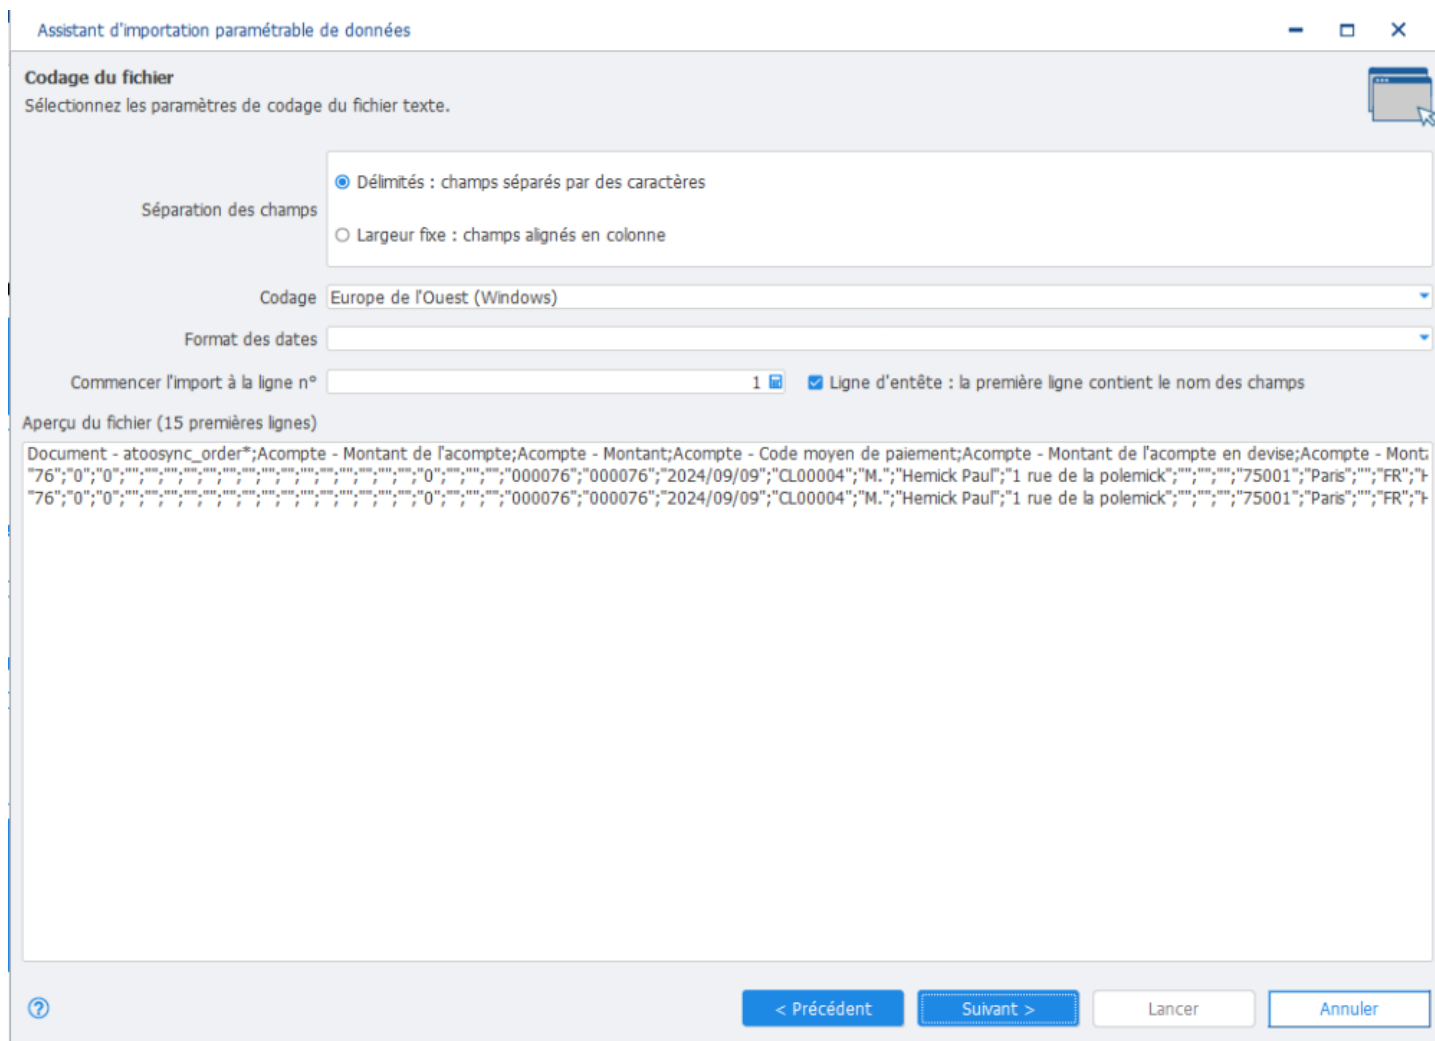 Assistant d'importation paramétrable de données
Codage du fichier
Sélectionnez les paramètres de codage du fichier texte.
Séparation des champs
Délimités : champs séparés par des caractères
Largeur fixe : champs alignés en colonne
Codage Europe de l'Ouest (Windows)
Format des dates
Commencer l'import à la ligne n° 1 Ligne d'entête : la première ligne contient le nom des champs
Aperçu du fichier (15 premières lignes)
Document - atoosync_order*;Acompte - Montant de l'acompte;Acompte - Montant;Acompte - Code moyen de paiement;Acompte - Montant de l'acompte en devise;Acompte - Mont
"76";"0";"0";"";"";"";"";"";"";"";"";"";"";"";"";"";"";"";"0";"";"";"";"000076";"000076";"2024/09/09";"CL00004";"M.";"Hemick Paul";"1 rue de la polemick";"";"";"";"75001";"Paris";"";"FR";"H
"76";"0";"0";"";"";"";"";"";"";"";"";"";"";"";"";"";"";"";"0";"";"";"";"000076";"000076";"2024/09/09";"CL00004";"M.";"Hemick Paul";"1 rue de la polemick";"";"";"";"75001";"Paris";"";"FR";"H
?
< Précédent
Suivant >
Lancer
Annuler